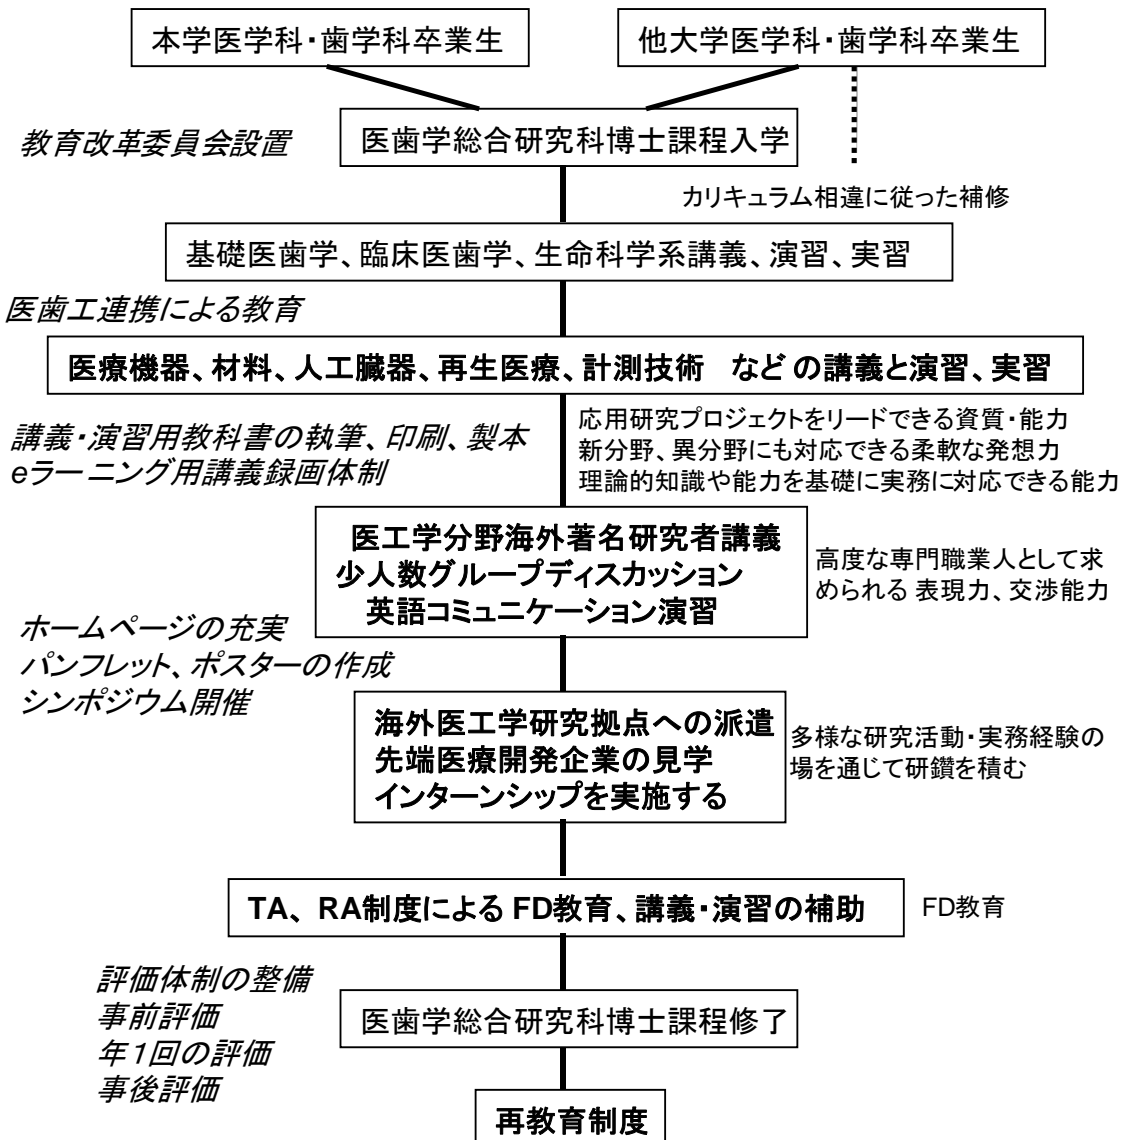 本学医学科・歯学科卒業生
他大学医学科・歯学科卒業生
教育改革委員会設置
医歯学総合研究科博士課程入学
カリキュラム相違に従った補修
基礎医歯学、臨床医歯学、生命科学系講義、演習、実習
医歯工連携による教育
医療機器、材料、人工臓器、再生医療、計測技術 など の講義と演習、実習
講義・演習用教科書の執筆、印刷、製本
eラーニング用講義録画体制
応用研究プロジェクトをリードできる資質・能力
新分野、異分野にも対応できる柔軟な発想力
理論的知識や能力を基礎に実務に対応できる能力
医工学分野海外著名研究者講義
少人数グループディスカッション
英語コミュニケーション演習
高度な専門職業人として求
められる 表現力、交渉能力
ホームページの充実
パンフレット、ポスターの作成
シンポジウム開催
海外医工学研究拠点への派遣
先端医療開発企業の見学
インターンシップを実施する
多様な研究活動・実務経験の
場を通じて研鑽を積む
TA、RA制度による FD教育、講義・演習の補助
FD教育
評価体制の整備
事前評価
年1回の評価
事後評価
医歯学総合研究科博士課程修了
再教育制度